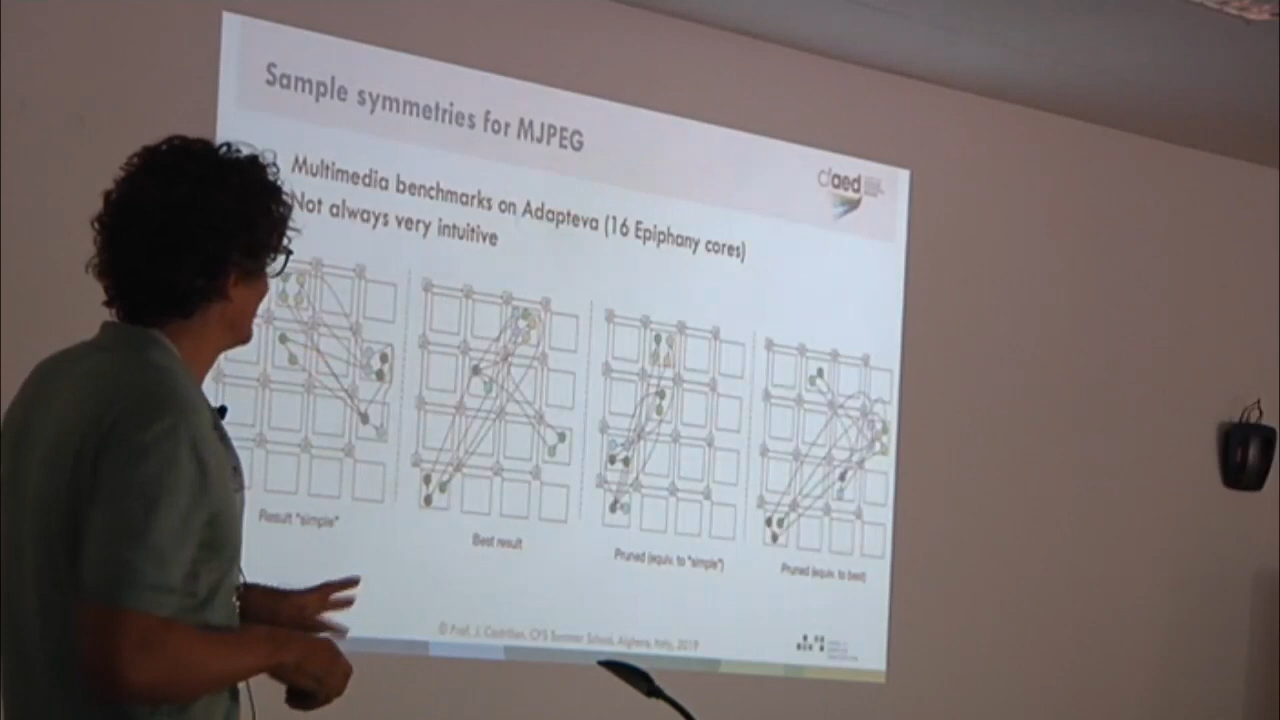 Sample symmetries for MJPEG
cfaed
Multimedia benchmarks on Adapteva (16 Epiphany cores)
Not always very intuitive
Result "simple"
Best result
Pruned (equiv. to "simple")
Pruned (equiv. to best)
© Prof. J. Castrillon. CPS Summer School, Alghero, Italy, 2019